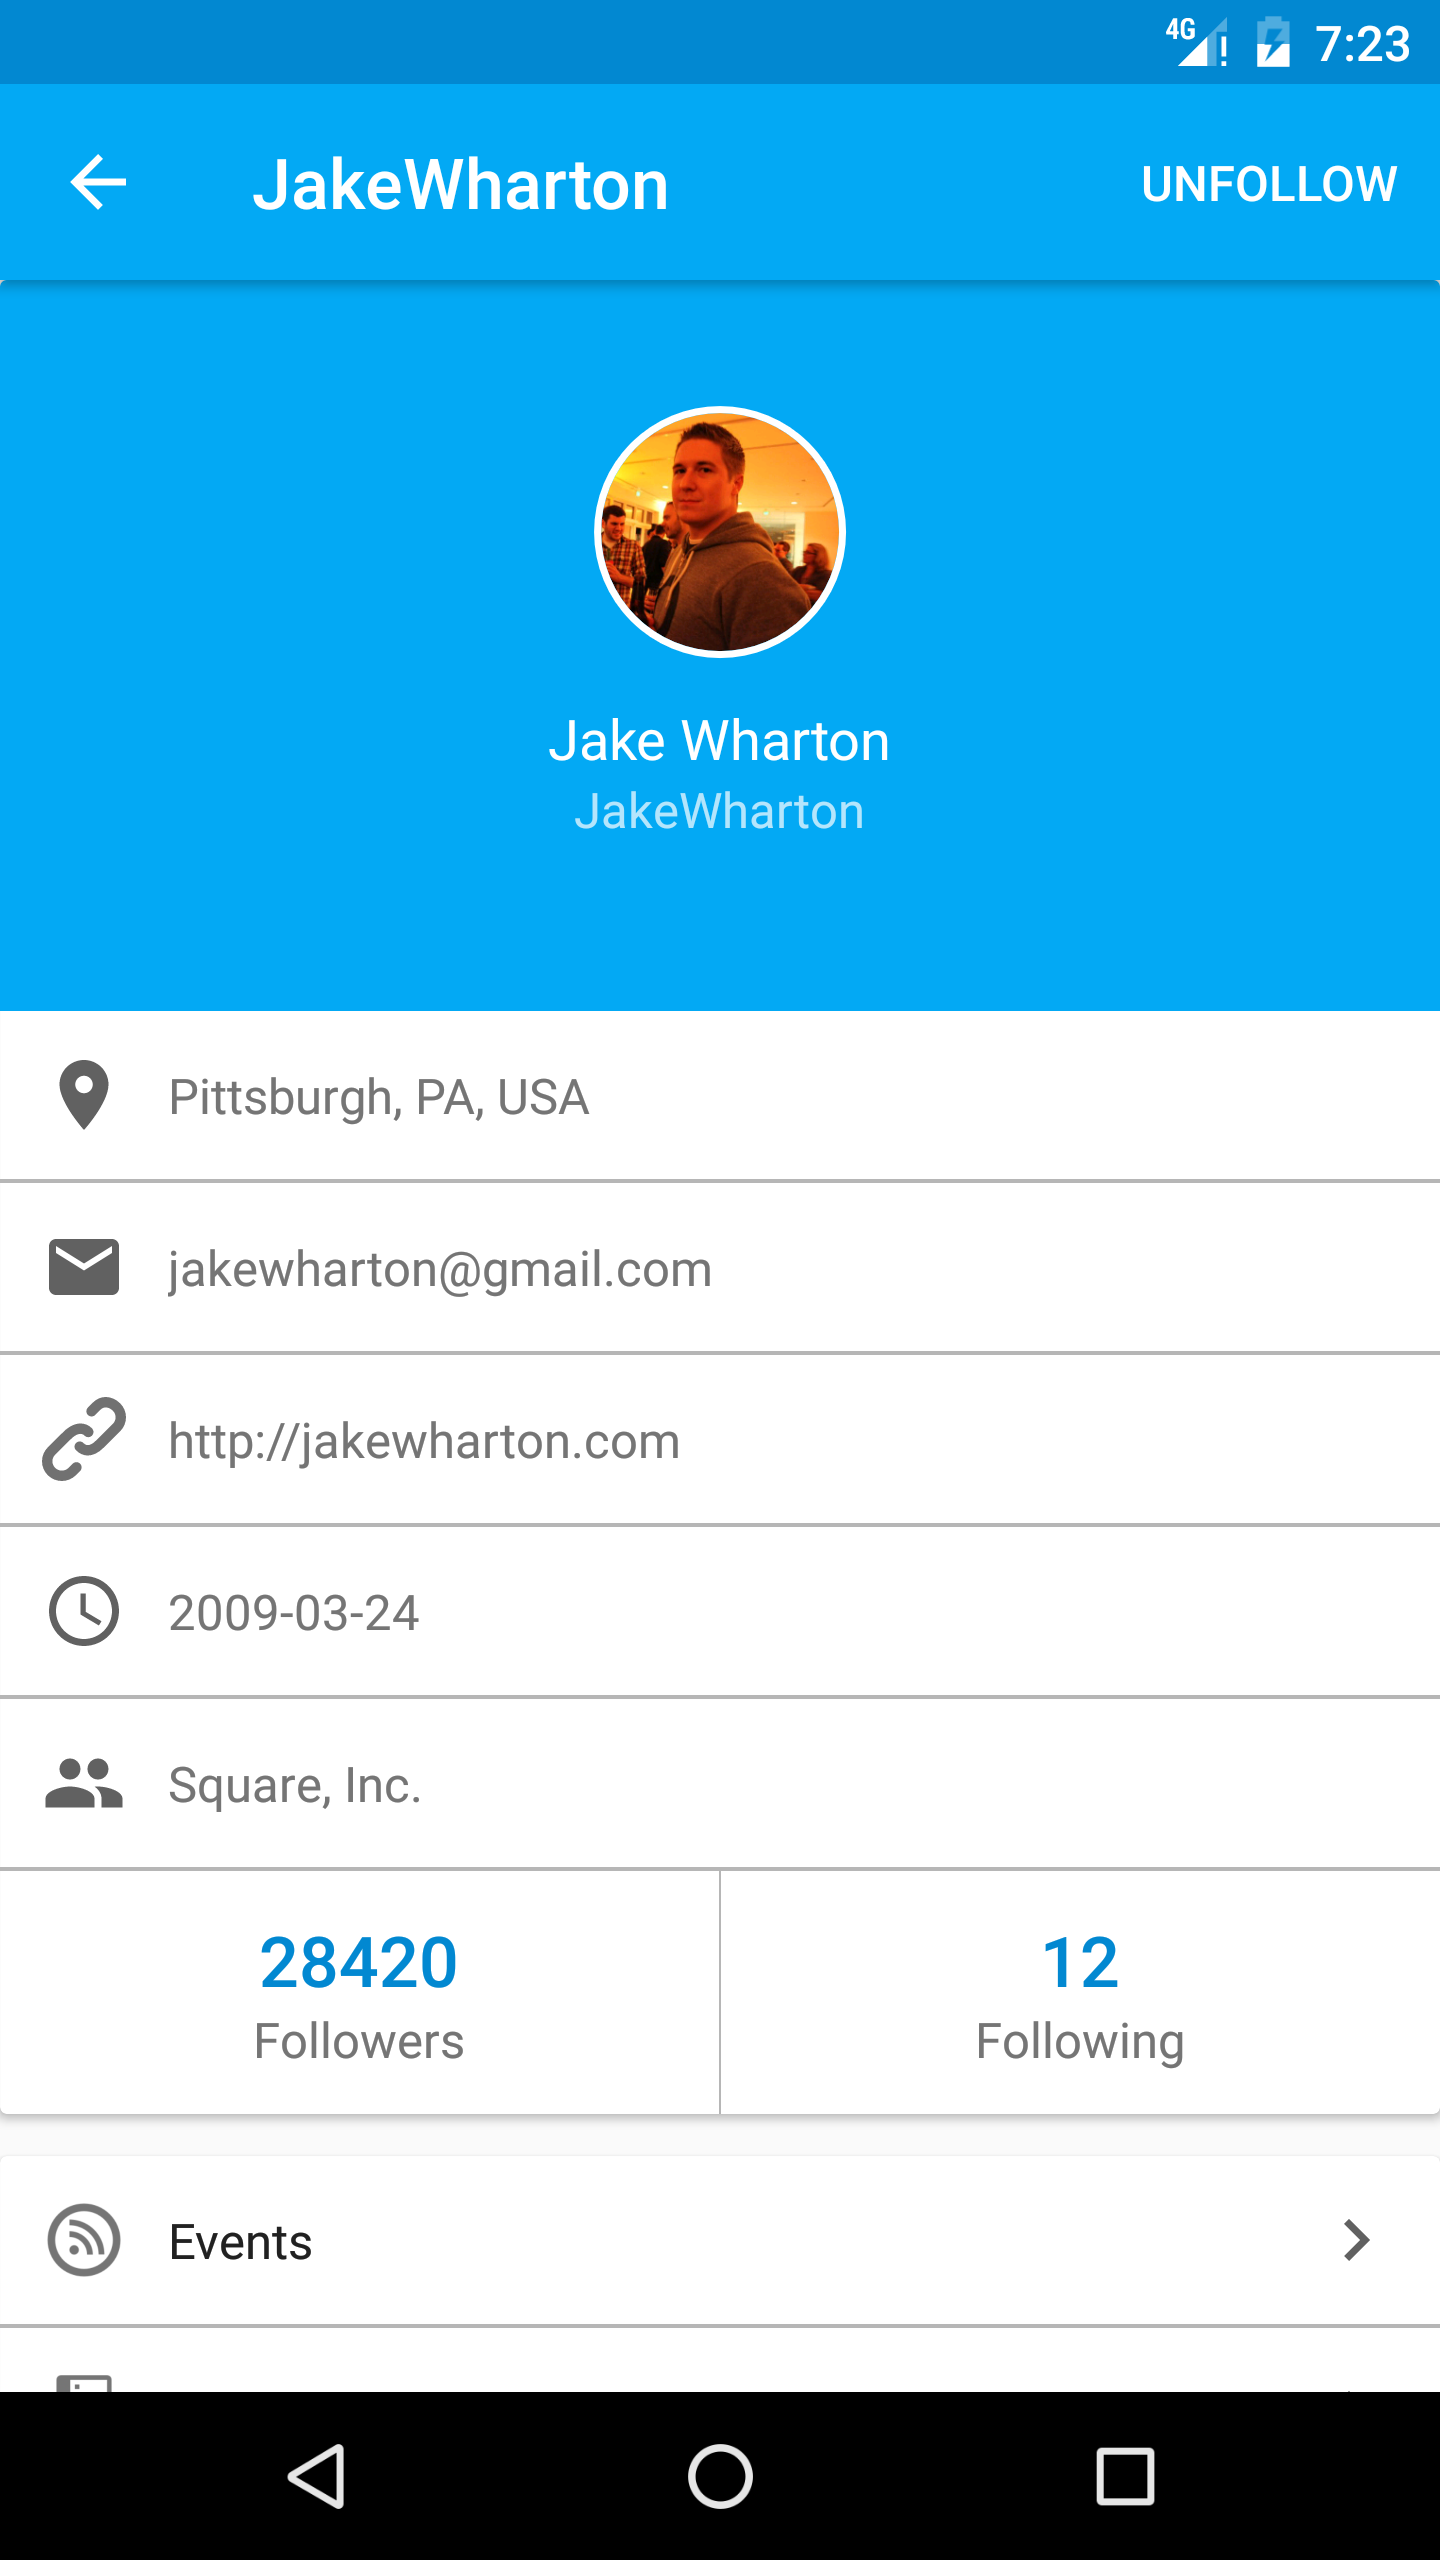 4G 7:23
JakeWharton UNFOLLOW
Jake Wharton
JakeWharton
Pittsburgh, PA, USA
jakewharton@gmail.com
http://jakewharton.com
2009-03-24
Square, Inc.
28420 12
Followers Following
Events